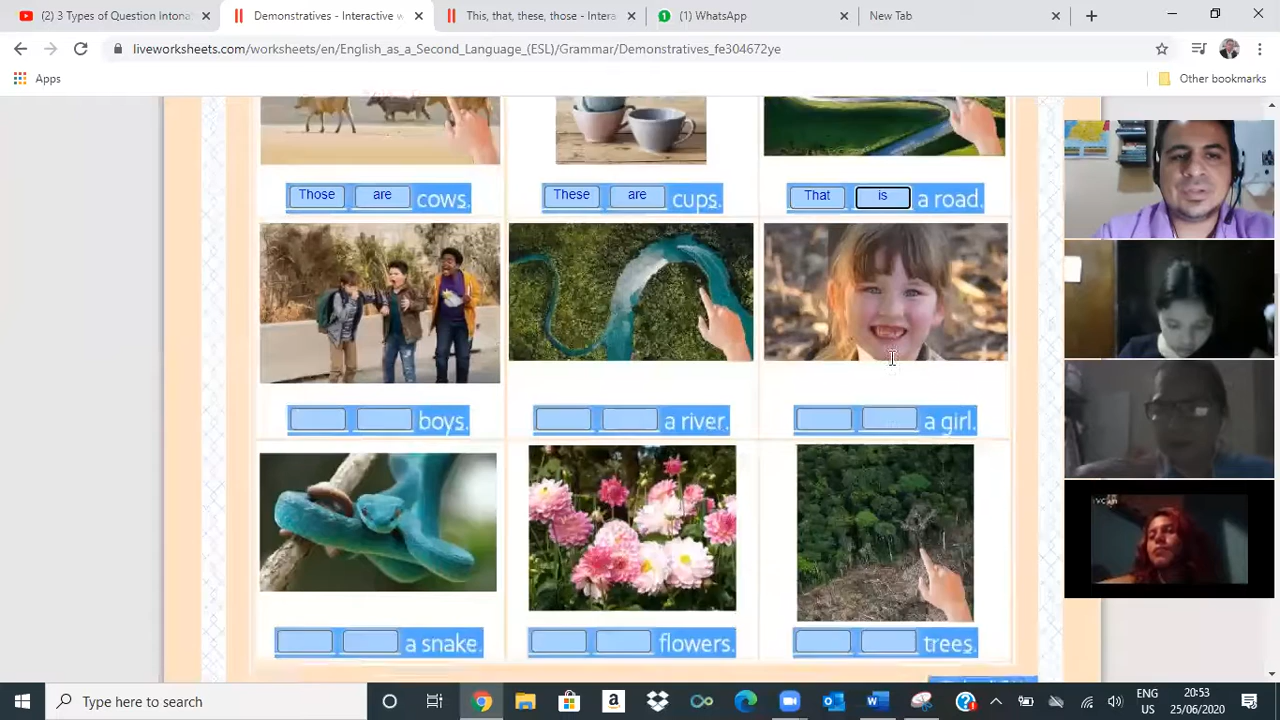 (2) 3 Types of Question Intona
Demonstratives - Interactive w
This, that, these, those - Intera
(1) WhatsApp
New Tab
liveworksheets.com/worksheets/en/English_as_a_Second_Language_(ESL)/Grammar/Demonstratives_fe304672ye
Apps
Other bookmarks
Those are cows.
These are cups.
That is a road.
boys.
a river.
a girl.
a snake.
flowers.
trees.
Type here to search
ENG
US
20:53
25/06/2020